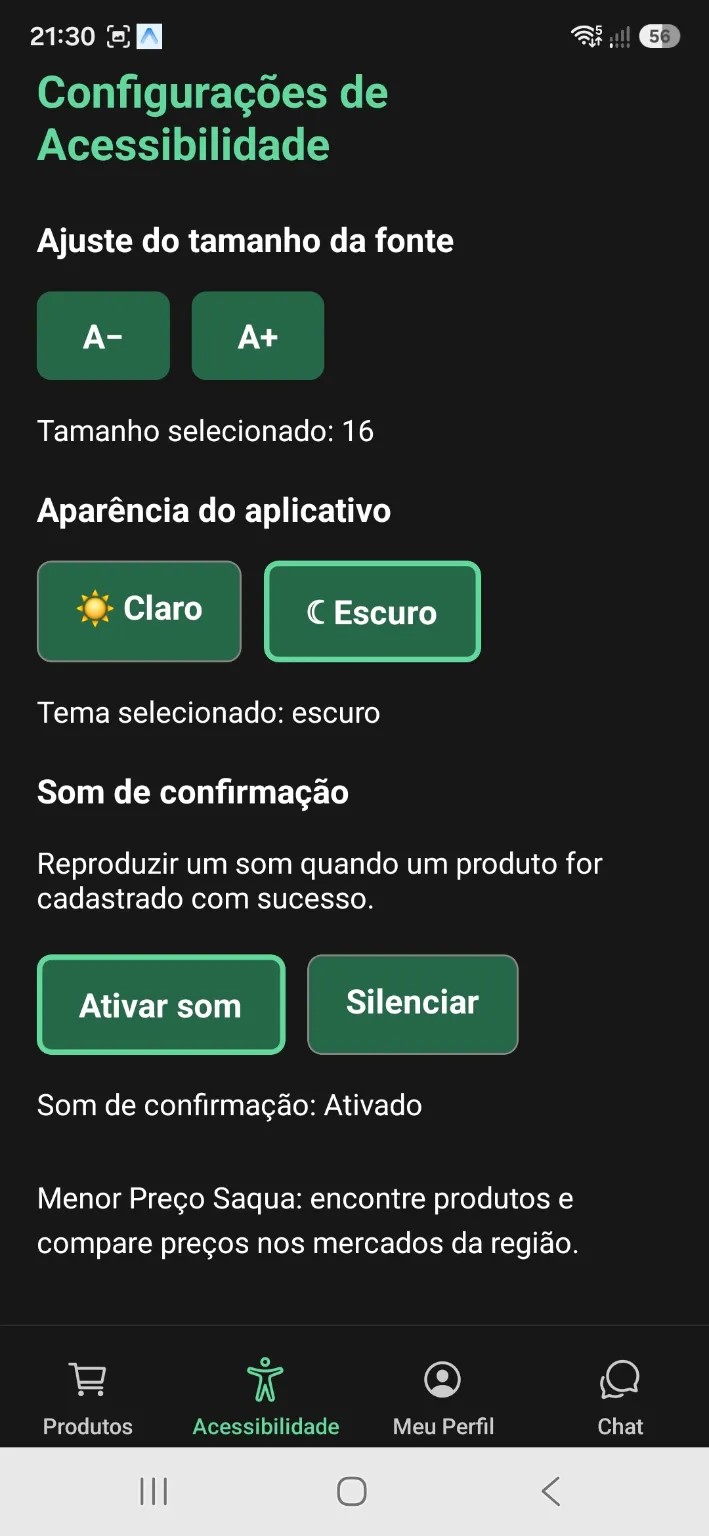 21:30
5
56
Configurações de
Acessibilidade
Ajuste do tamanho da fonte
A− A+
Tamanho selecionado: 16
Aparência do aplicativo
☀️ Claro ☾ Escuro
Tema selecionado: escuro
Som de confirmação
Reproduzir um som quando um produto for
cadastrado com sucesso.
Ativar som Silenciar
Som de confirmação: Ativado
Menor Preço Saqua: encontre produtos e
compare preços nos mercados da região.
Produtos Acessibilidade Meu Perfil Chat